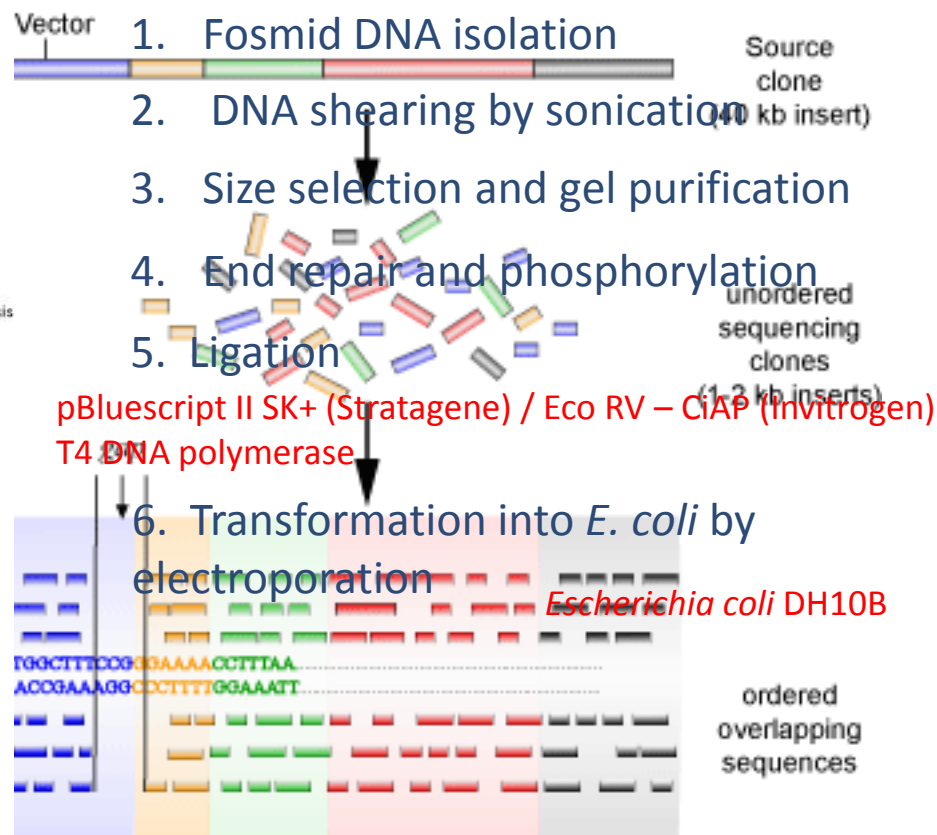 Vector
1. Fosmid DNA isolation
Source
clone
(40 kb insert)
2. DNA shearing by sonication
3. Size selection and gel purification
4. End repair and phosphorylation
sis
unordered
sequencing
clones
(1-2 kb inserts)
5. Ligation
pBluescript II SK+ (Stratagene) / Eco RV – CiAP (Invitrogen)
T4 DNA polymerase
6. Transformation into E. coli by
electroporation
Escherichia coli DH10B
TGGCTTTCCGGGAAAACCTTTAA
ACCGAAAGGCCCTTTTGGAAATT
ordered
overlapping
sequences